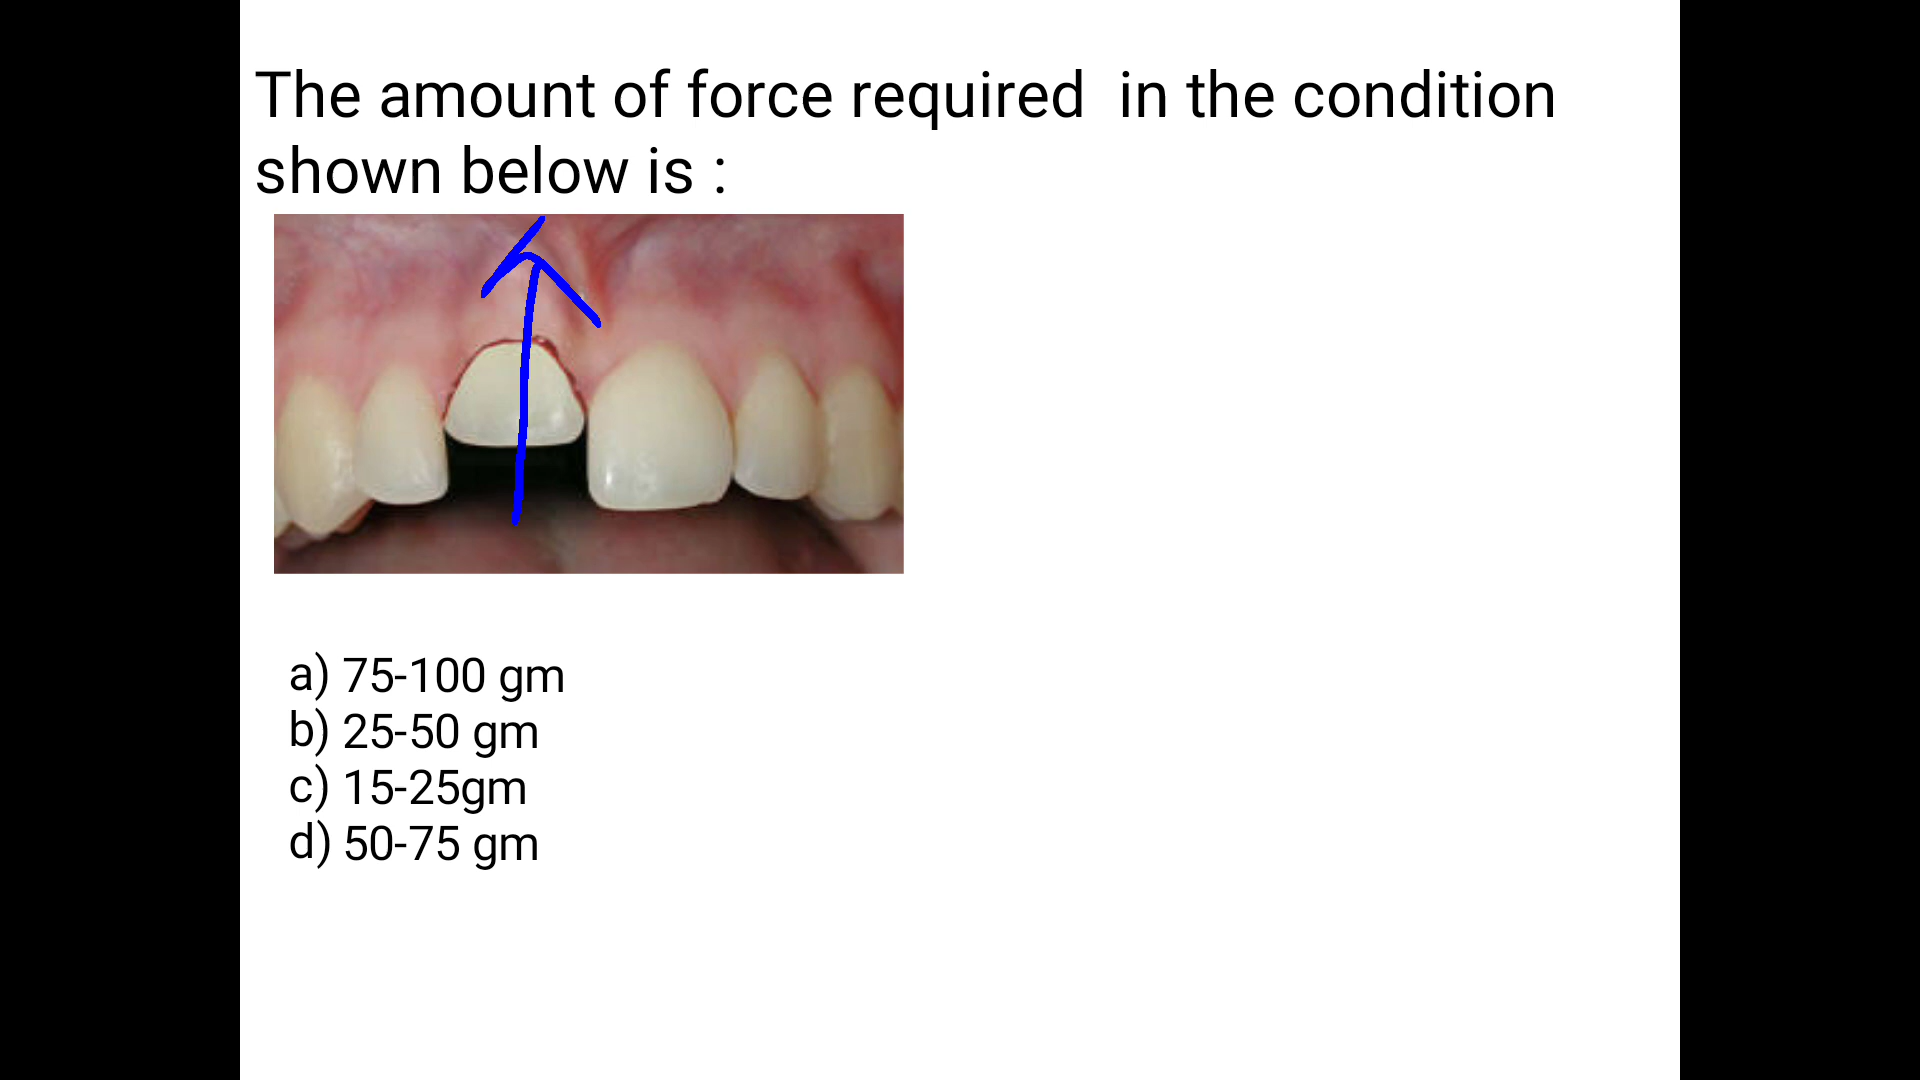 The amount of force required  in the condition
shown below is :
a) 75-100 gm
b) 25-50 gm
c) 15-25gm
d) 50-75 gm